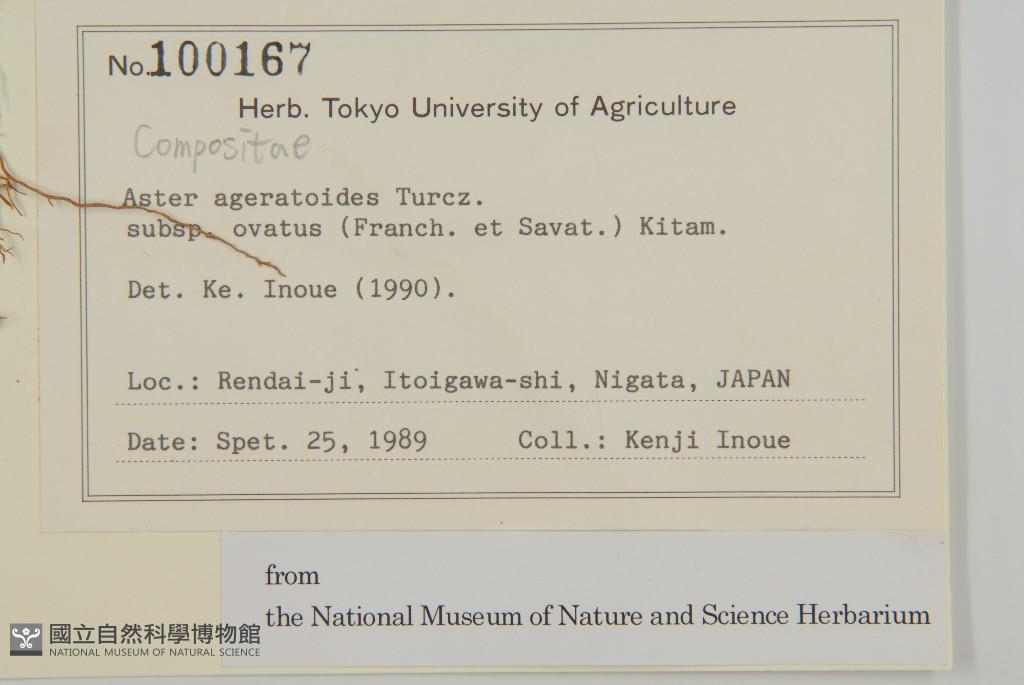 No.100167
Herb. Tokyo University of Agriculture
Compositae
Aster ageratoides Turcz.
subsp. ovatus (Franch. et Savat.) Kitam.
Det. Ke. Inoue (1990).
Loc.: Rendai-ji, Itoigawa-shi, Nigata, JAPAN
Date: Spet. 25, 1989 Coll.: Kenji Inoue
from
the National Museum of Nature and Science Herbarium
國立自然科學博物館
NATIONAL MUSEUM OF NATURAL SCIENCE